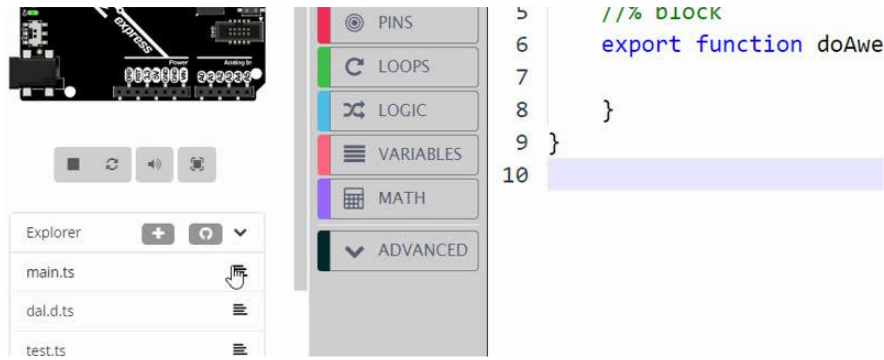 express
Power
Analog In
Explorer
main.ts
dal.d.ts
test.ts
PINS
LOOPS
LOGIC
VARIABLES
MATH
ADVANCED
5 //% block
6 export function doAwe
7
8 }
9 }
10